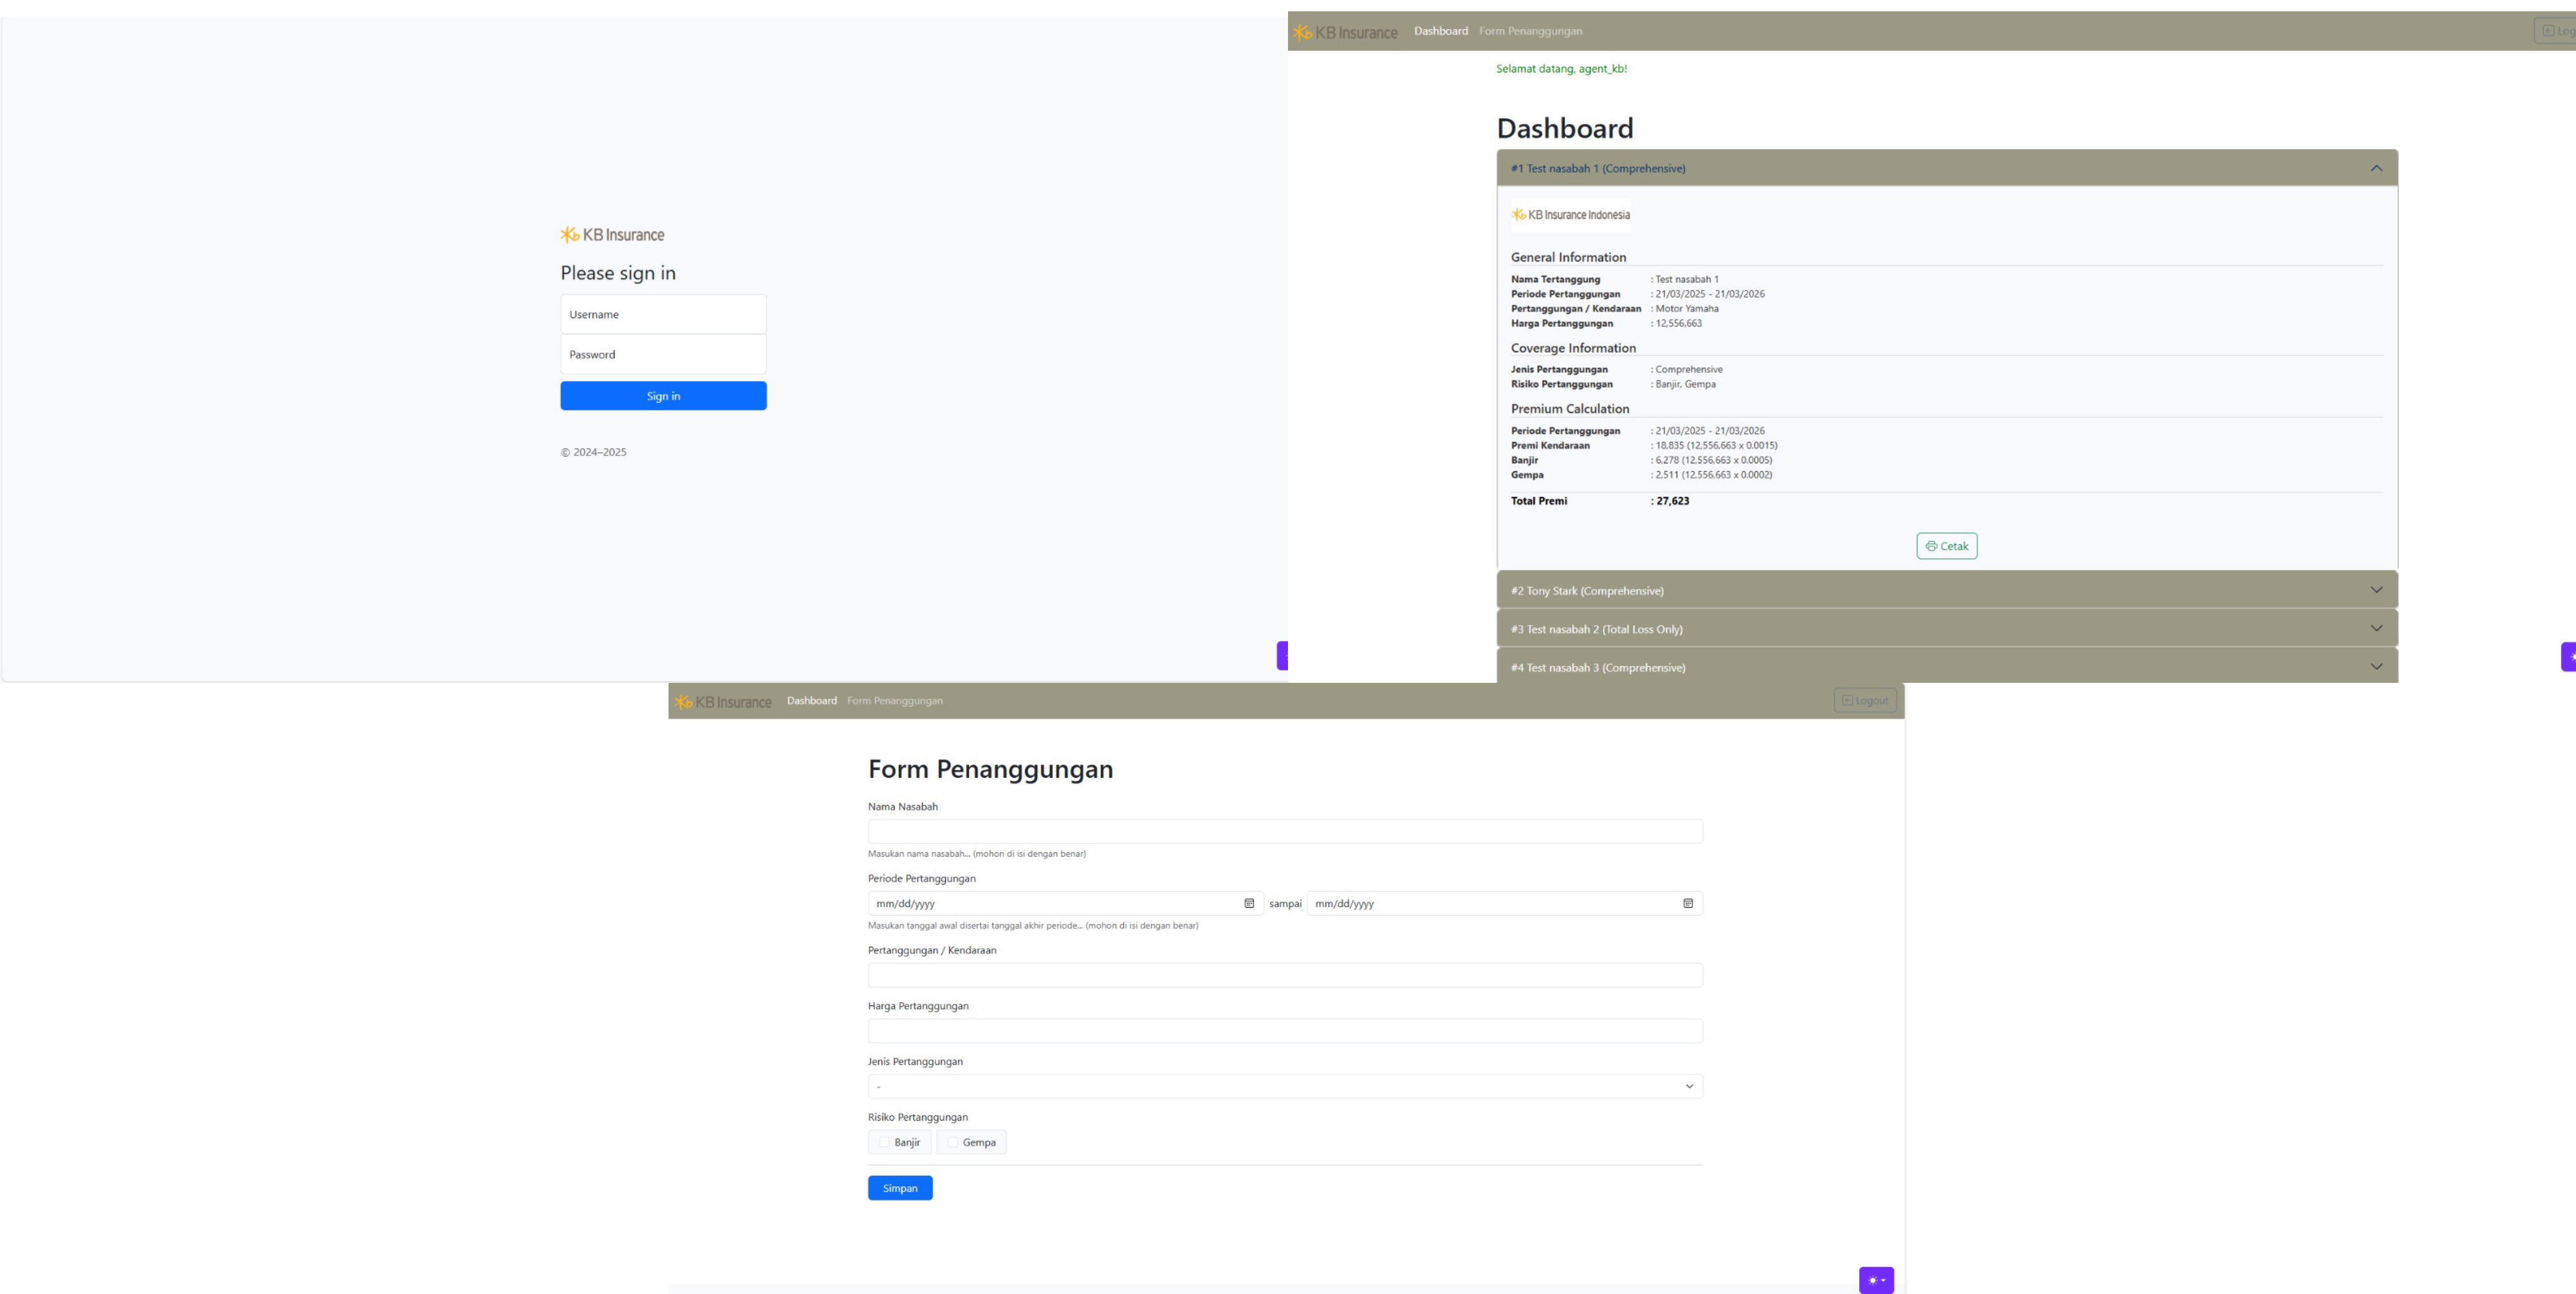 KB Insurance
Please sign in
Username
Password
Sign in
© 2024–2025
KB Insurance Dashboard Form Penanggungan
Selamat datang, agent_kb!
Dashboard
#1 Test nasabah 1 (Comprehensive)
KB Insurance Indonesia
General Information
Nama Tertanggung : Test nasabah 1
Periode Pertanggungan : 21/03/2025 - 21/03/2026
Pertanggungan / Kendaraan : Motor Yamaha
Harga Pertanggungan : 12,556,663
Coverage Information
Jenis Pertanggungan : Comprehensive
Risiko Pertanggungan : Banjir, Gempa
Premium Calculation
Periode Pertanggungan : 21/03/2025 - 21/03/2026
Premi Kendaraan : 18,835 (12,556,663 x 0.0015)
Banjir : 6,278 (12,556,663 x 0.0005)
Gempa : 2,511 (12,556,663 x 0.0002)
Total Premi : 27,623
Cetak
#2 Tony Stark (Comprehensive)
#3 Test nasabah 2 (Total Loss Only)
#4 Test nasabah 3 (Comprehensive)
KB Insurance Dashboard Form Penanggungan Logout
Form Penanggungan
Nama Nasabah
Masukan nama nasabah... (mohon di isi dengan benar)
Periode Pertanggungan
mm/dd/yyyy sampai mm/dd/yyyy
Masukan tanggal awal disertai tanggal akhir periode... (mohon di isi dengan benar)
Pertanggungan / Kendaraan
Harga Pertanggungan
Jenis Pertanggungan
-
Risiko Pertanggungan
Banjir Gempa
Simpan